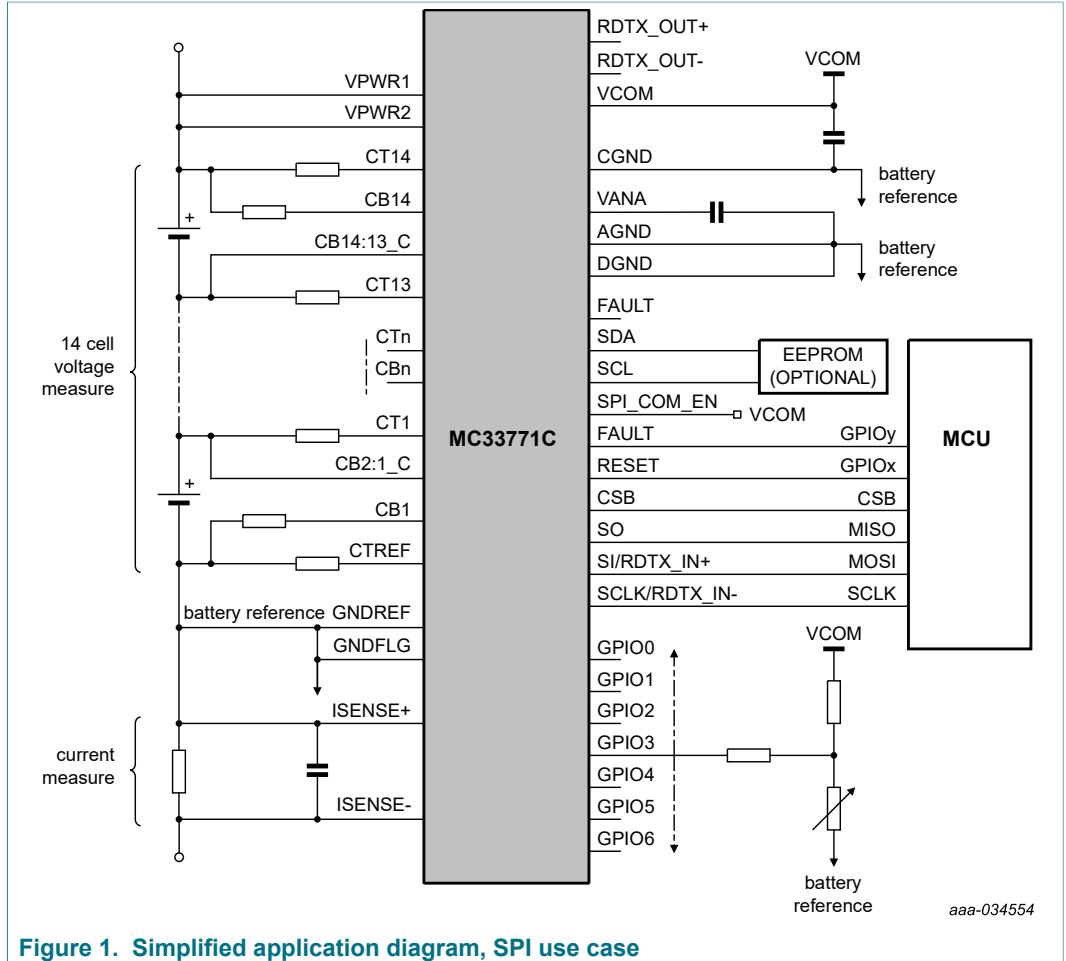 RDTX_OUT+
RDTX_OUT-
VCOM
VCOM
CGND
battery
reference
VANA
AGND
DGND
battery
reference
FAULT
SDA
SCL
EEPROM
(OPTIONAL)
SPI_COM_EN
VCOM
FAULT
GPIOy
RESET
GPIOx
CSB
CSB
SO
MISO
SI/RDTX_IN+
MOSI
SCLK/RDTX_IN-
SCLK
MCU
VPWR1
VPWR2
CT14
+
CB14
CB14:13_C
CT13
14 cell
voltage
measure
CTn
CBn
CT1
CB2:1_C
+
CB1
CTREF
MC33771C
battery reference
GNDREF
GNDFLG
ISENSE+
current
measure
ISENSE-
GPIO0
GPIO1
GPIO2
GPIO3
GPIO4
GPIO5
GPIO6
VCOM
battery
reference
aaa-034554
Figure 1. Simplified application diagram, SPI use case